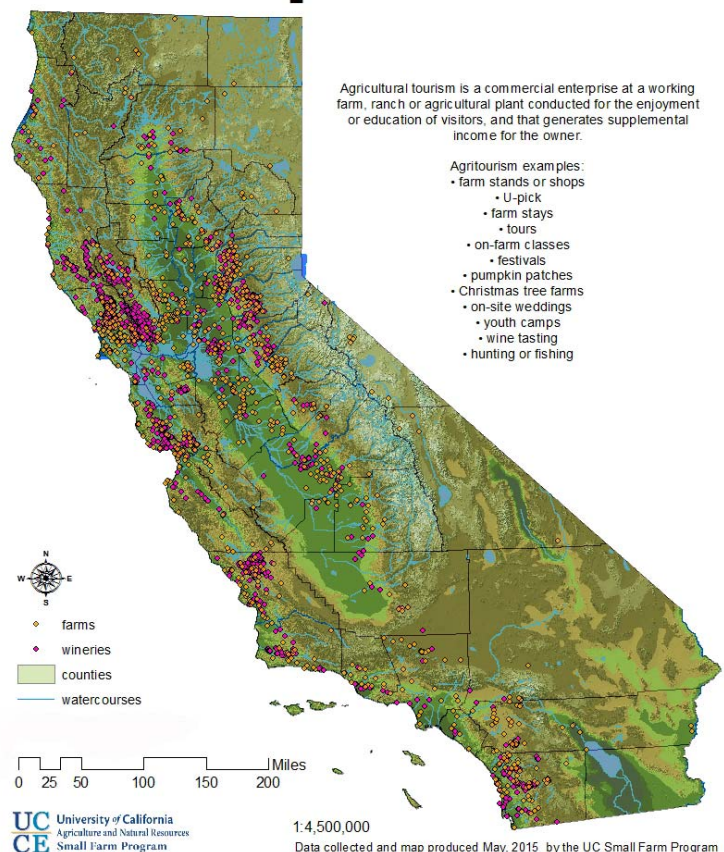 Agricultural tourism is a commercial enterprise at a working
farm, ranch or agricultural plant conducted for the enjoyment
or education of visitors, and that generates supplemental
income for the owner.
Agritourism examples:
• farm stands or shops
• U-pick
• farm stays
• tours
• on-farm classes
• festivals
• pumpkin patches
• Christmas tree farms
• on-site weddings
• youth camps
• wine tasting
• hunting or fishing
N
W E
S
farms
wineries
counties
watercourses
Miles
0 25 50 100 150 200
UC
CE
University of California
Agriculture and Natural Resources
Small Farm Program
1:4,500,000
Data collected and map produced May, 2015 by the UC Small Farm Program